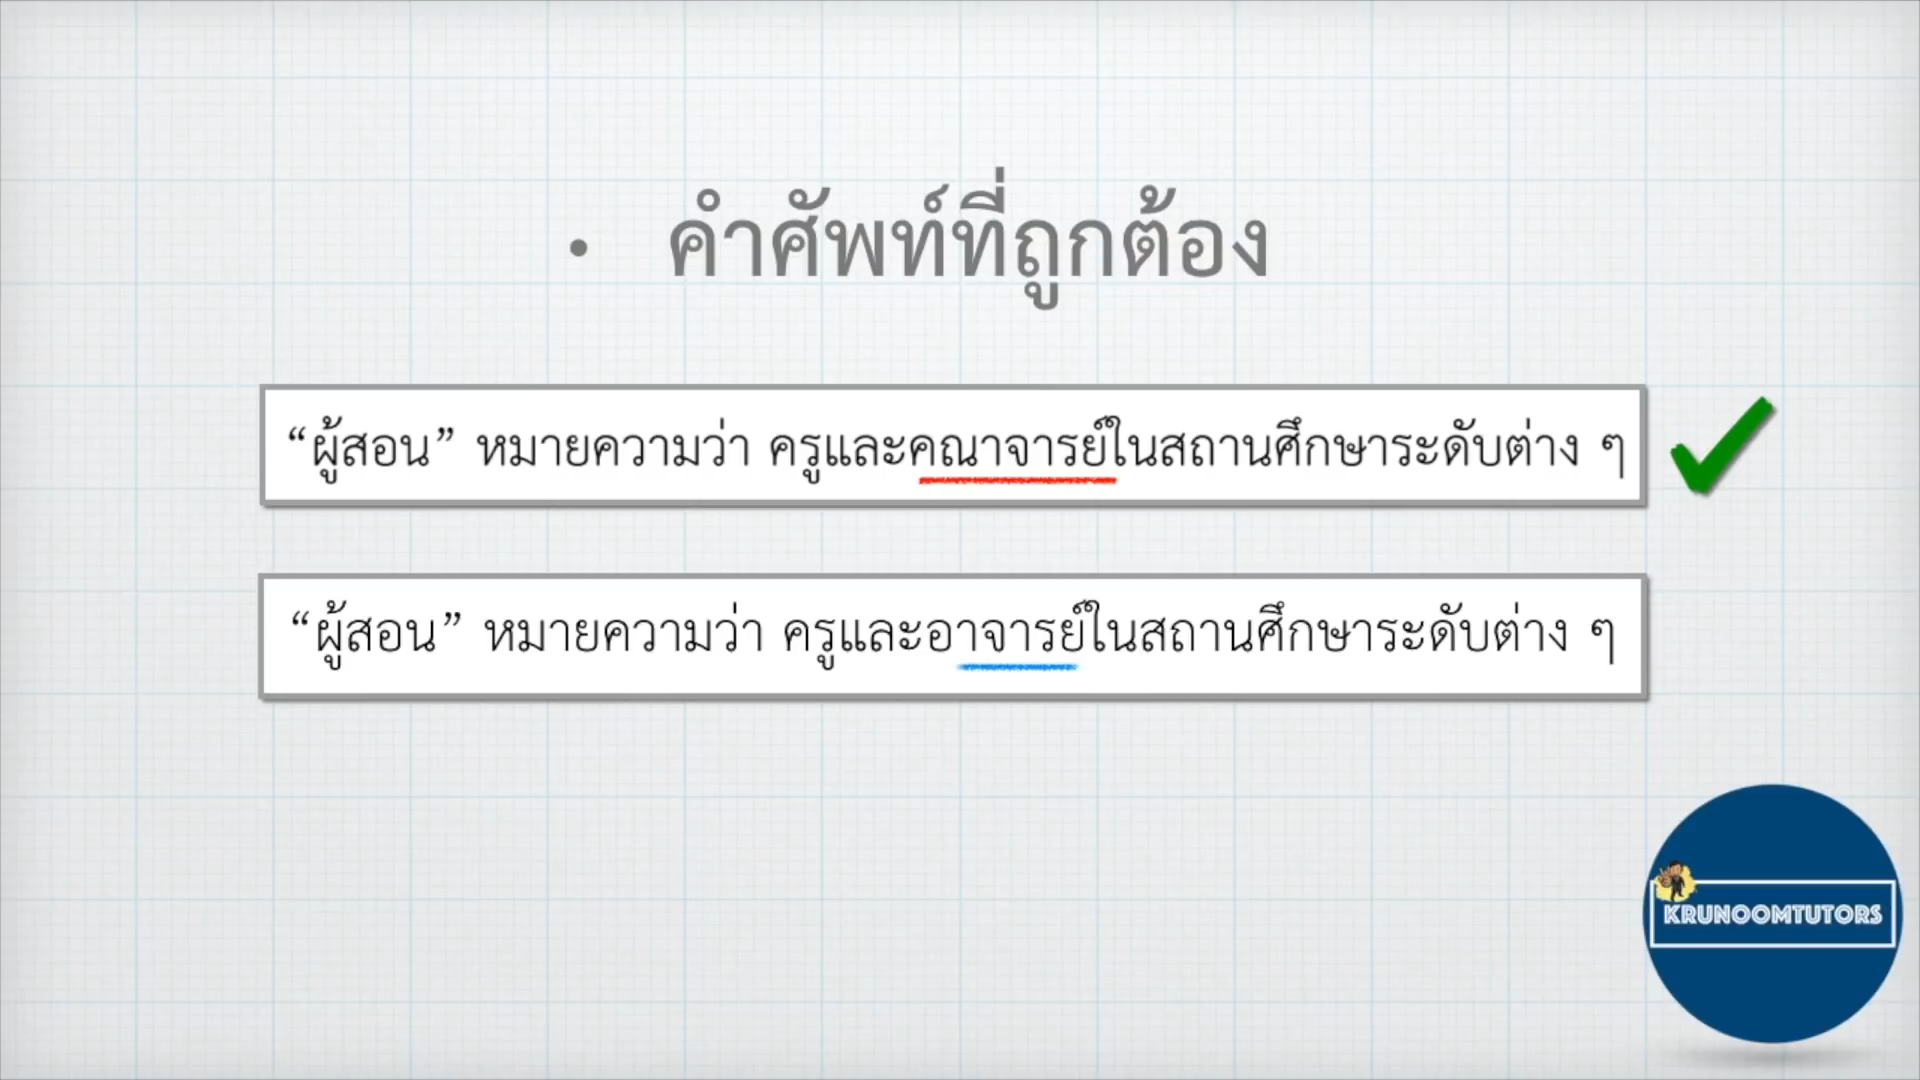 • คำศัพท์ที่ถูกต้อง
“ผู้สอน” หมายความว่า ครูและคณาจารย์ในสถานศึกษาระดับต่าง ๆ
“ผู้สอน” หมายความว่า ครูและอาจารย์ในสถานศึกษาระดับต่าง ๆ
KRUNOOMTUTORS